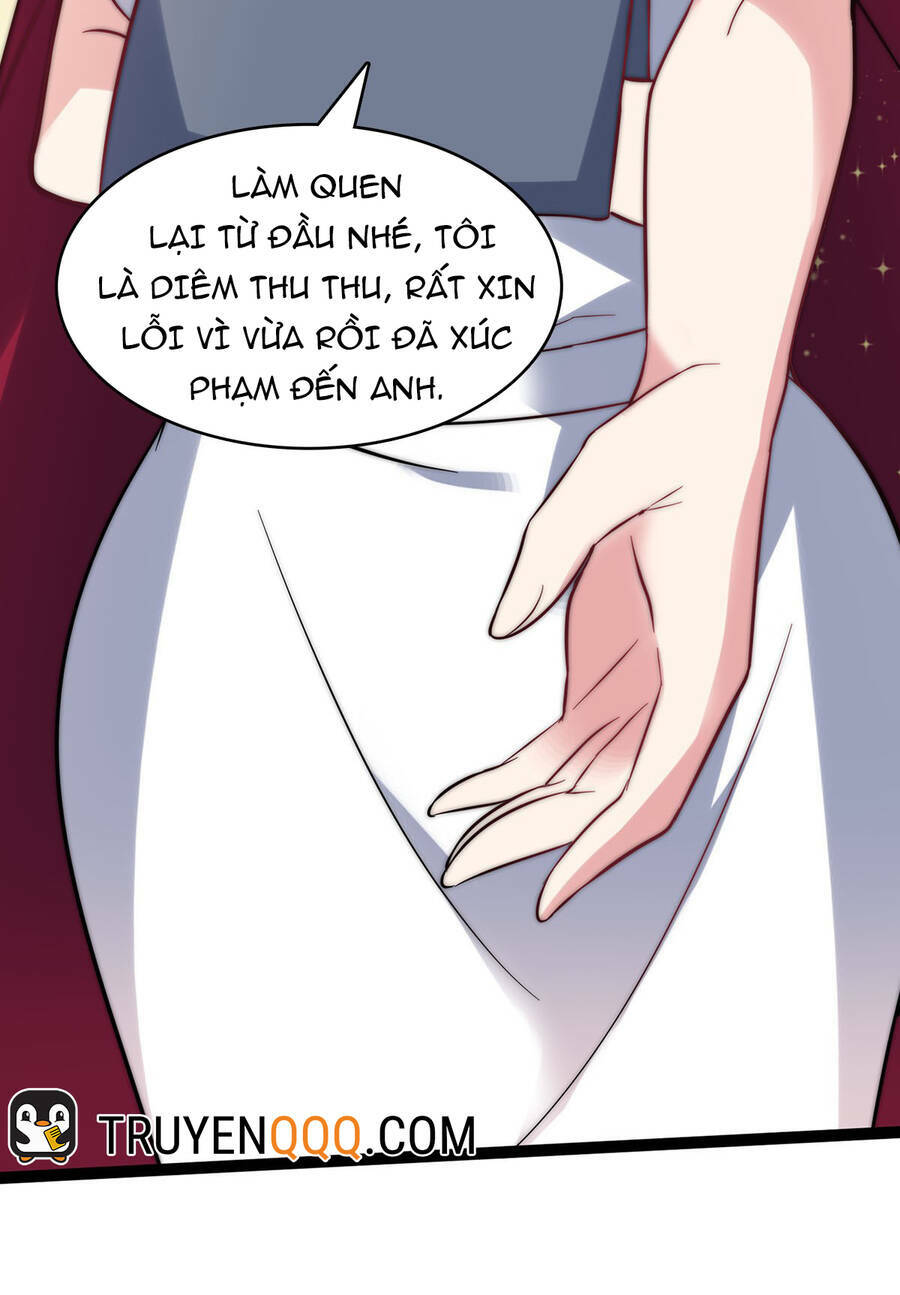 LÀM QUEN
LẠI TỪ ĐẦU NHÉ, TÔI
LÀ DIÊM THU THU, RẤT XIN
LỖI VÌ VỪA RỒI ĐÃ XÚC
PHẠM ĐẾN ANH.
TRUYENQQQ.COM